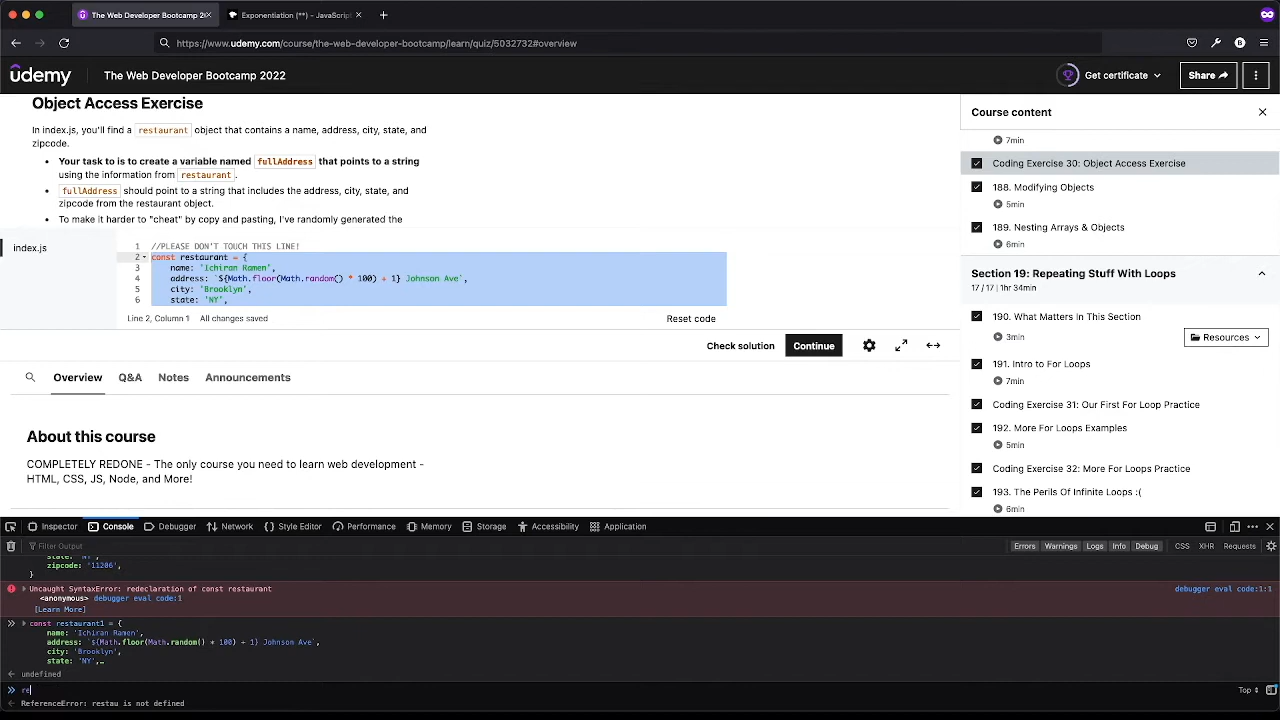 The Web Developer Bootcamp 2
Exponentiation (**) – JavaScript
https://www.udemy.com/course/the-web-developer-bootcamp/learn/quiz/5032732#overview
B
ûdemy
The Web Developer Bootcamp 2022
Get certificate
Share
Object Access Exercise
In index.js, you'll find a restaurant object that contains a name, address, city, state, and
zipcode.
• Your task to is to create a variable named fullAddress that points to a string
using the information from restaurant.
• fullAddress should point to a string that includes the address, city, state, and
zipcode from the restaurant object.
• To make it harder to "cheat" by copy and pasting, I've randomly generated the
index.js
1 //PLEASE DON'T TOUCH THIS LINE!
2 const restaurant = {
3 name: 'Ichiran Ramen',
4 address: `${Math.floor(Math.random() * 100) + 1} Johnson Ave`,
5 city: 'Brooklyn',
6 state: 'NY',
Line 2, Column 1 All changes saved
Reset code
Check solution
Continue
Overview
Q&A
Notes
Announcements
About this course
COMPLETELY REDONE - The only course you need to learn web development -
HTML, CSS, JS, Node, and More!
Course content
7min
Coding Exercise 30: Object Access Exercise
188. Modifying Objects
5min
189. Nesting Arrays & Objects
6min
Section 19: Repeating Stuff With Loops
17 / 17 | 1hr 34min
190. What Matters In This Section
3min
Resources
191. Intro to For Loops
7min
Coding Exercise 31: Our First For Loop Practice
192. More For Loops Examples
5min
Coding Exercise 32: More For Loops Practice
193. The Perils Of Infinite Loops :(
6min
Inspector
Console
Debugger
Network
Style Editor
Performance
Memory
Storage
Accessibility
Application
Filter Output
Errors
Warnings
Logs
Info
Debug
CSS
XHR
Requests
state: 'NY',
zipcode: '11206',
}
Uncaught SyntaxError: redeclaration of const restaurant
debugger eval code:1:1
<anonymous> debugger eval code:1
[Learn More]
const restaurant1 = {
name: 'Ichiran Ramen',
address: `${Math.floor(Math.random() * 100) + 1} Johnson Ave`,
city: 'Brooklyn',
state: 'NY',…
undefined
re
Top
ReferenceError: restau is not defined